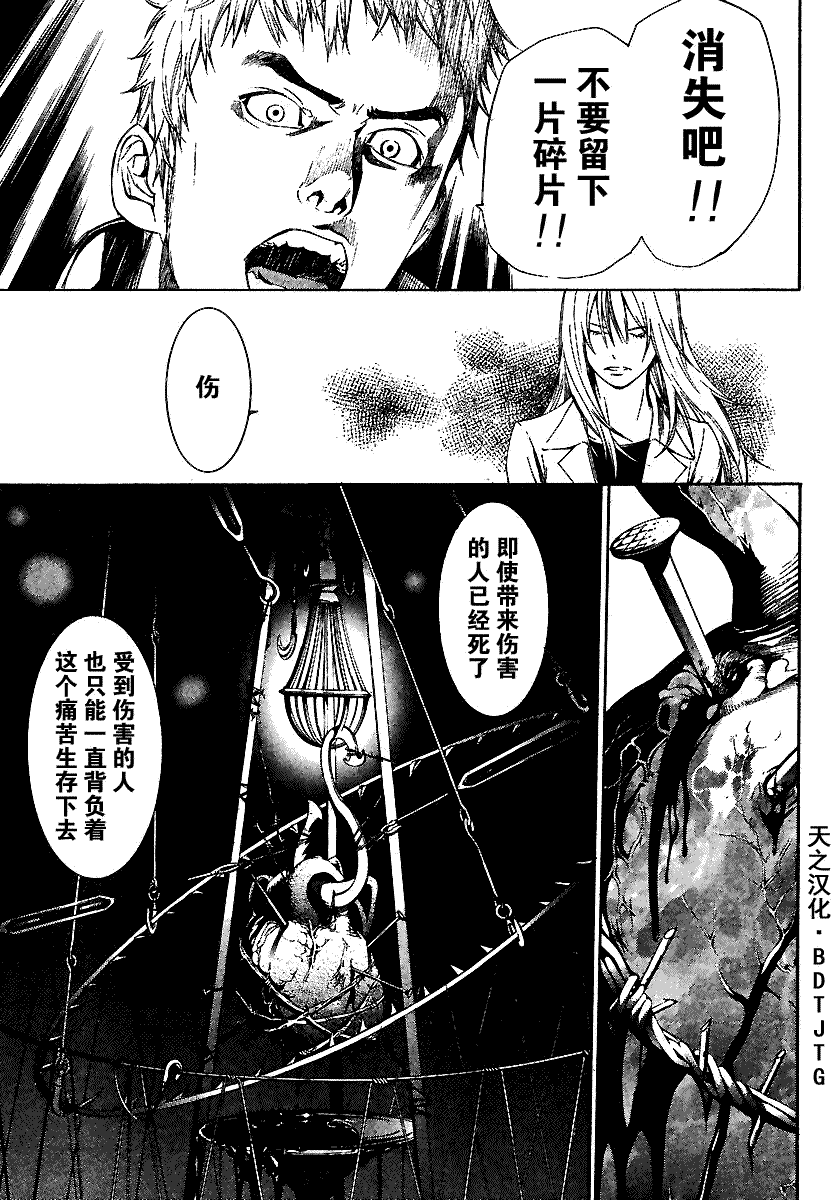 消失吧!!
不要留下
一片碎片!!
伤
即使带来伤害
的人已经死了
受到伤害的人
也只能一直背负着
这个痛苦生存下去
天之汉化·BDTJTG